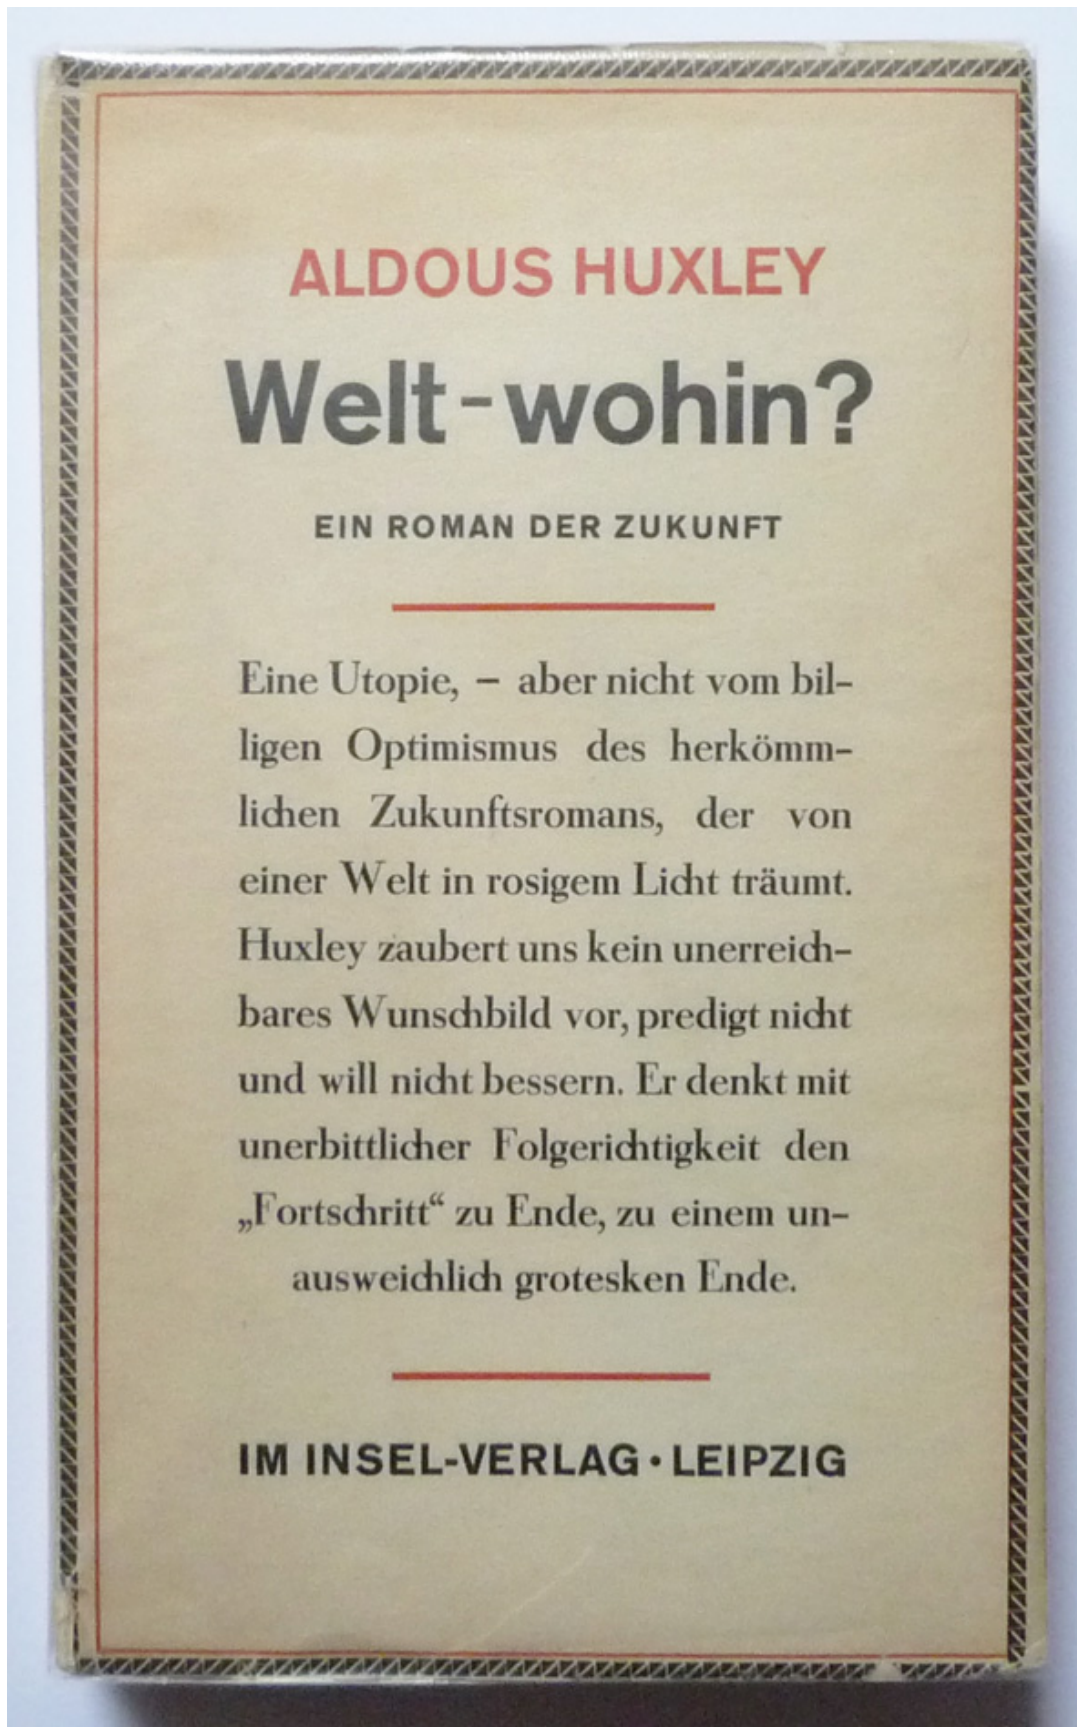 ALDOUS HUXLEY
Welt-wohin?
EIN ROMAN DER ZUKUNFT
Eine Utopie, – aber nicht vom bil-
ligen Optimismus des herkömm-
lichen Zukunftsromans, der von
einer Welt in rosigem Licht träumt.
Huxley zaubert uns kein unerreich-
bares Wunschbild vor, predigt nicht
und will nicht bessern. Er denkt mit
unerbittlicher Folgerichtigkeit den
„Fortschritt“ zu Ende, zu einem un-
ausweichlich grotesken Ende.
IM INSEL-VERLAG • LEIPZIG